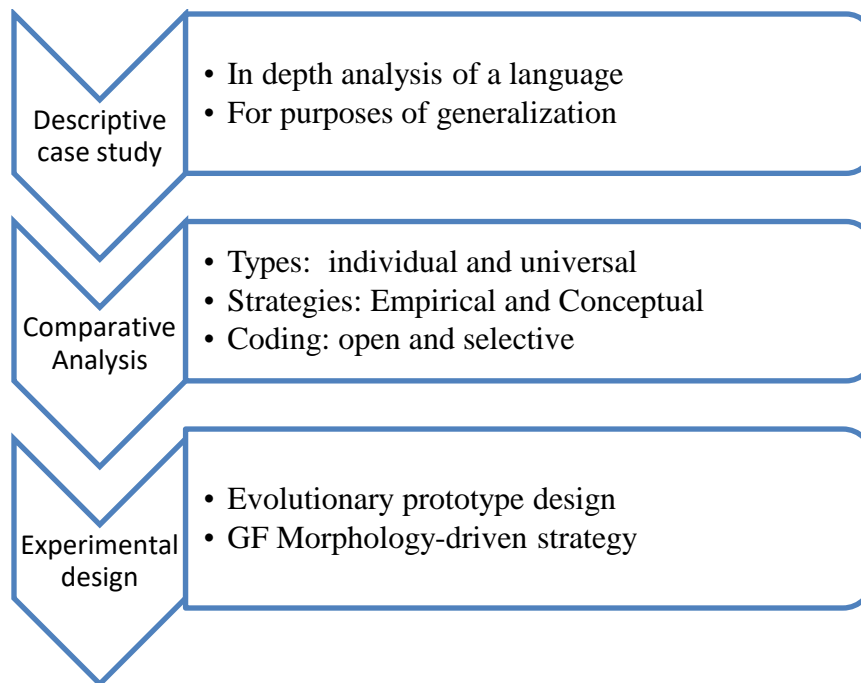 Descriptive
case study
• In depth analysis of a language
• For purposes of generalization
Comparative
Analysis
• Types: individual and universal
• Strategies: Empirical and Conceptual
• Coding: open and selective
Experimental
design
• Evolutionary prototype design
• GF Morphology-driven strategy